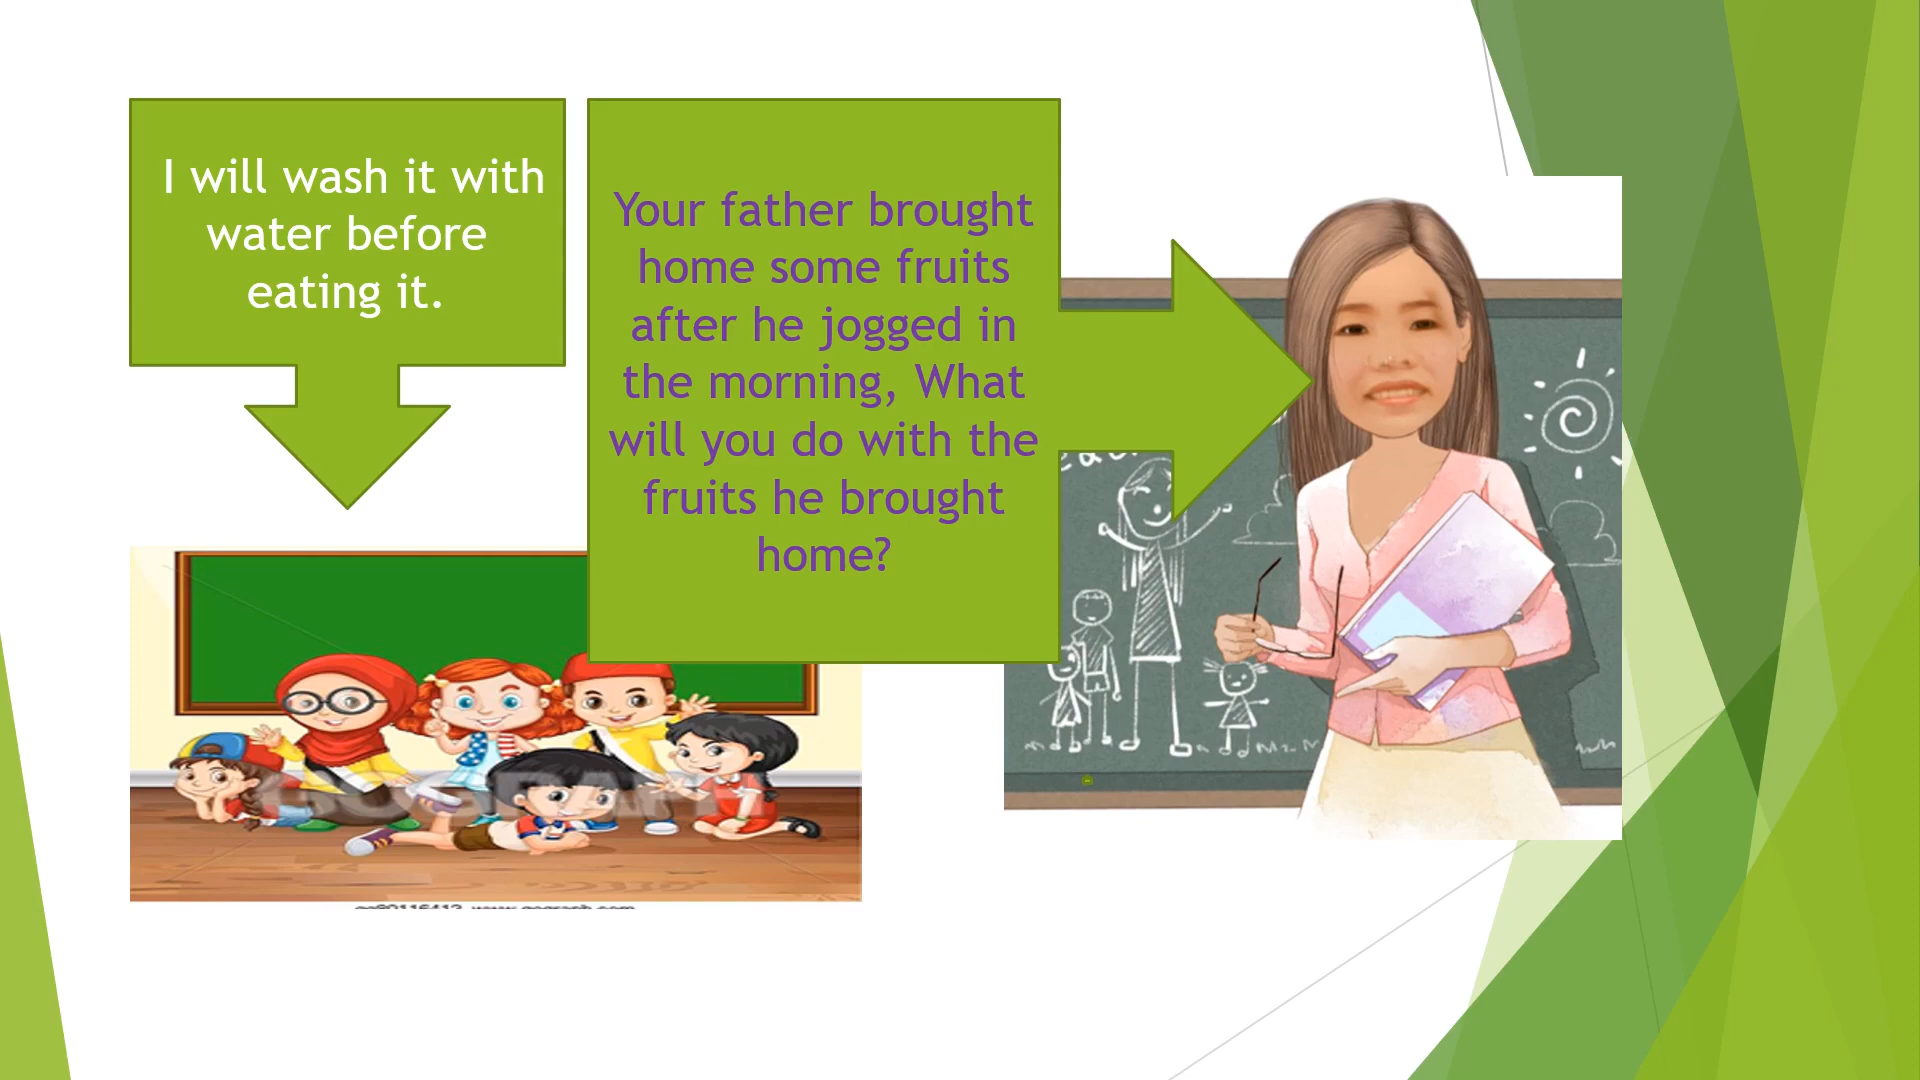 I will wash it with
water before
eating it.
Your father brought
home some fruits
after he jogged in
the morning, What
will you do with the
fruits he brought
home?
GOGRAPH